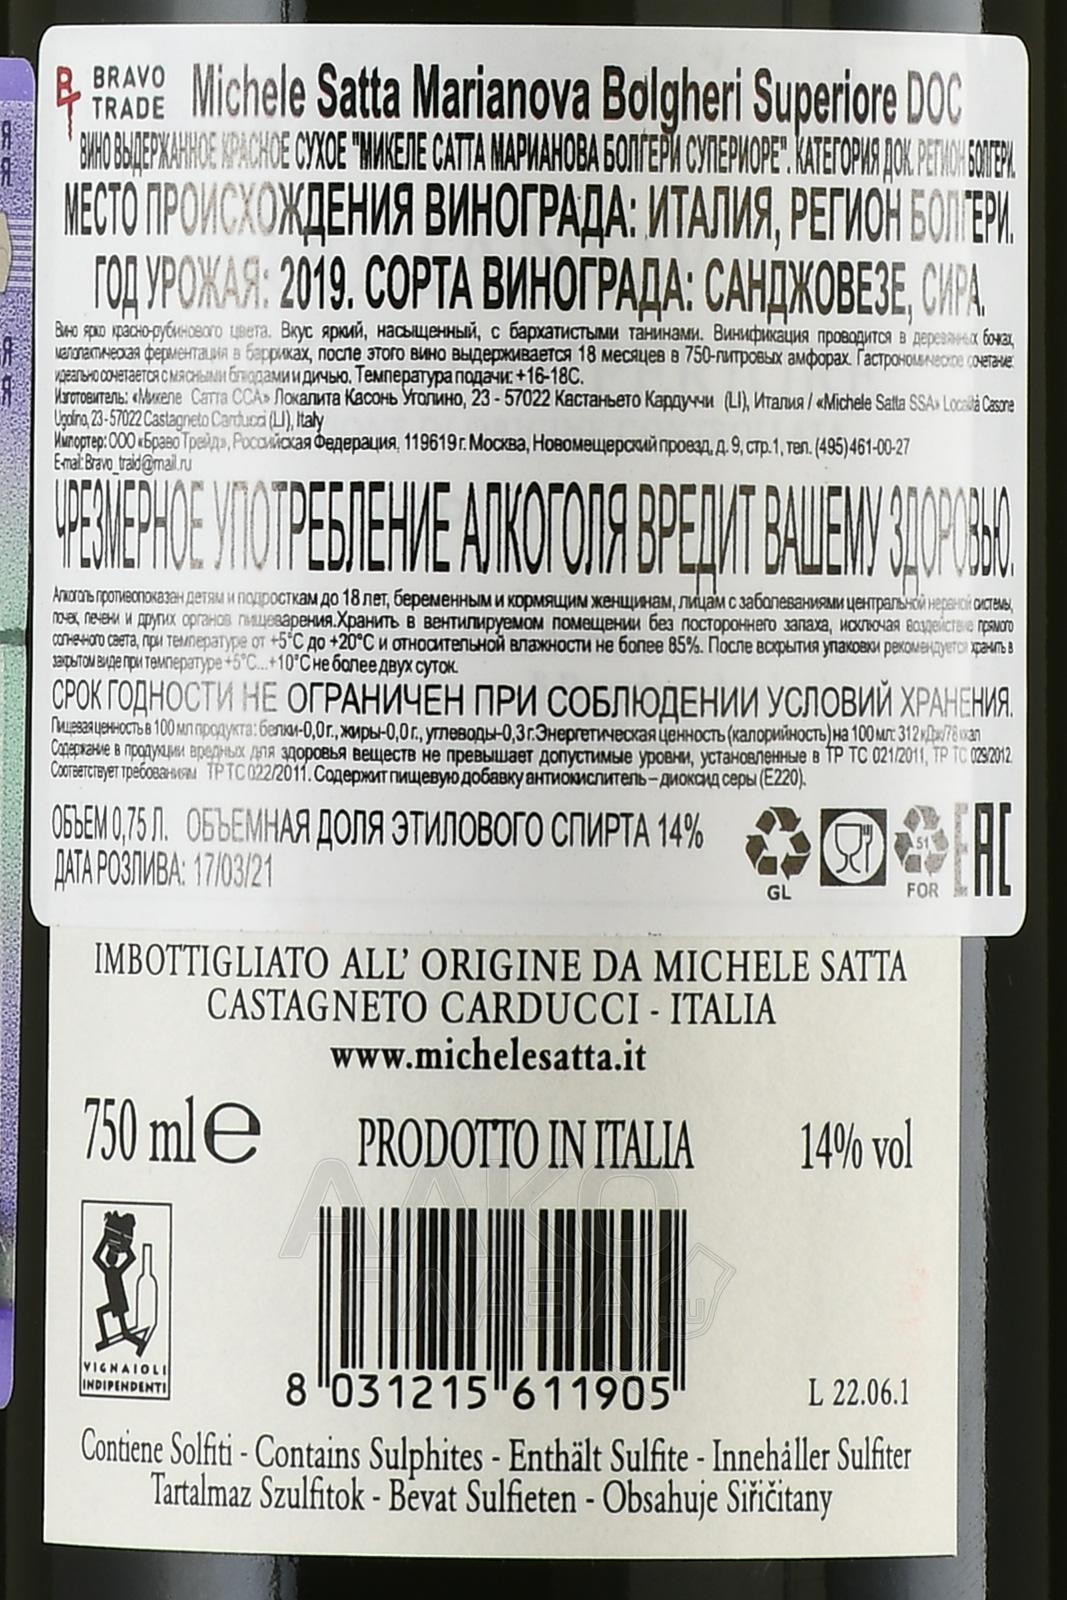 BRAVO TRADE Michele Satta Marianova Bolgheri Superiore DOC
ВИНО ВЫДЕРЖАННОЕ КРАСНОЕ СУХОЕ "МИКЕЛЕ САТТА МАРИАНОВА БОЛГЕРИ СУПЕРИОРЕ". КАТЕГОРИЯ ДОК. РЕГИОН БОЛГЕРИ.
МЕСТО ПРОИСХОЖДЕНИЯ ВИНОГРАДА: ИТАЛИЯ, РЕГИОН БОЛГЕРИ.
ГОД УРОЖАЯ: 2019. СОРТА ВИНОГРАДА: САНДЖОВЕЗЕ, СИРА.
Вино ярко красно-рубинового цвета. Вкус яркий, насыщенный, с бархатистыми танинами. Винификация проводится в деревянных бочках,
малолактическая ферментация в баррикax, после этого вино выдерживается 18 месяцев в 750-литровых амфорах. Гастрономическое сочетание:
идеально сочетается с мясными блюдами и дичью. Температура подачи: +16-18С.
Изготовитель: «Микеле Сатта ССА» Локалита Касонь Уголино, 23 - 57022 Кастаньето Кардуччи (LI), Италия / «Michele Satta SSA» Località Casone
Ugolino, 23 - 57022 Castagneto Carducci (LI), Italy
Импортер: ООО «Браво Трейд», Российская Федерация, 119619 г. Москва, Новомещерский проезд, д. 9, стр.1, тел. (495) 461-00-27
E-mail: Bravo_traid@mail.ru
ЧРЕЗМЕРНОЕ УПОТРЕБЛЕНИЕ АЛКОГОЛЯ ВРЕДИТ ВАШЕМУ ЗДОРОВЬЮ.
Алкоголь противопоказан детям и подросткам до 18 лет, беременным и кормящим женщинам, лицам с заболеваниями центральной нервной системы,
почек, печени и других органов пищеварения. Хранить в вентилируемом помещении без постороннего запаха, исключая воздействие прямого
солнечного света, при температуре от +5°C до +20°C и относительной влажности не более 85%. После вскрытия упаковки рекомендуется хранить в
закрытом виде при температуре +5°C...+10°C не более двух суток.
СРОК ГОДНОСТИ НЕ ОГРАНИЧЕН ПРИ СОБЛЮДЕНИИ УСЛОВИЙ ХРАНЕНИЯ.
Пищевая ценность в 100 мл продукта: белки-0,0 г., жиры-0,0 г., углеводы-0,3 г. Энергетическая ценность (калорийность) на 100 мл: 312 кДж/78 ккал
Содержание в продукции вредных для здоровья веществ не превышает допустимые уровни, установленные в ТР ТС 021/2011, ТР ТС 029/2012.
Соответствует требованиям ТР ТС 022/2011. Содержит пищевую добавку антиокислитель – диоксид серы (Е220).
ОБЪЕМ 0,75 Л. ОБЪЕМНАЯ ДОЛЯ ЭТИЛОВОГО СПИРТА 14%
ДАТА РОЗЛИВА: 17/03/21
GL 51 FOR EAC
IMBOTTIGLIATO ALL' ORIGINE DA MICHELE SATTA
CASTAGNETO CARDUCCI - ITALIA
www.michelesatta.it
750 ml e PRODOTTO IN ITALIA 14% vol
VIGNAIOLI
INDIPENDENTI
8 031215 611905
L 22.06.1
Contiene Solfiti - Contains Sulphites - Enthält Sulfite - Innehåller Sulfiter
Tartalmaz Szulfitok - Bevat Sulfieten - Obsahuje Siřičitany
АЛКО
ПЛАЗА.ru